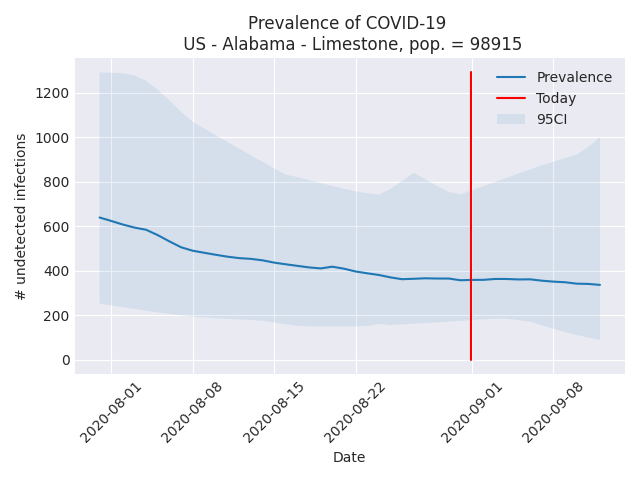 Prevalence of COVID-19
US - Alabama - Limestone, pop. = 98915
Prevalence
Today
95CI
# undetected infections
1200
1000
800
600
400
200
0
2020-08-01
2020-08-08
2020-08-15
2020-08-22
2020-09-01
2020-09-08
Date